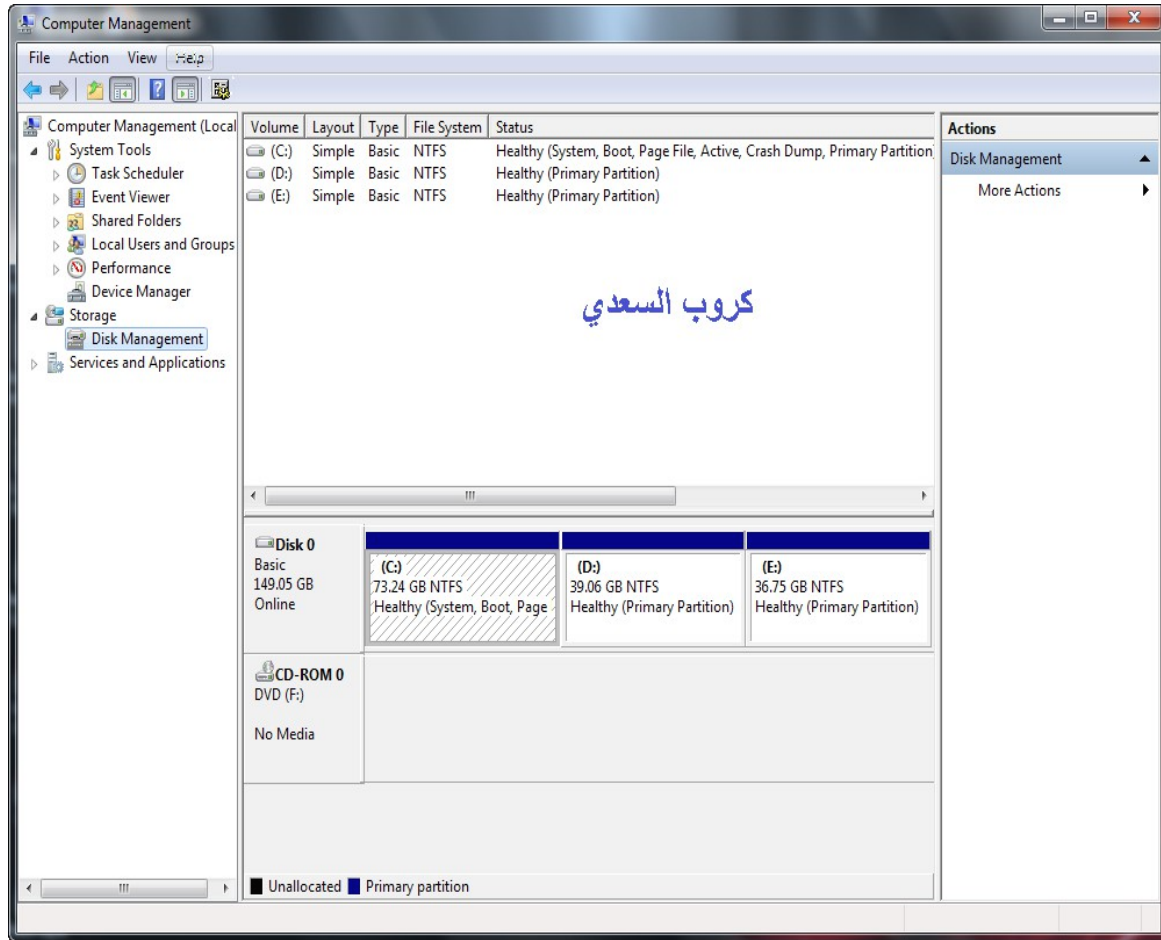 Computer Management
File Action View Help
Computer Management (Local
System Tools
Task Scheduler
Event Viewer
Shared Folders
Local Users and Groups
Performance
Device Manager
Storage
Disk Management
Services and Applications
Volume Layout Type File System Status
(C:) Simple Basic NTFS Healthy (System, Boot, Page File, Active, Crash Dump, Primary Partition
(D:) Simple Basic NTFS Healthy (Primary Partition)
(E:) Simple Basic NTFS Healthy (Primary Partition)
كروب السعدي
Disk 0
Basic
149.05 GB
Online
(C:)
73.24 GB NTFS
Healthy (System, Boot, Page
(D:)
39.06 GB NTFS
Healthy (Primary Partition)
(E:)
36.75 GB NTFS
Healthy (Primary Partition)
CD-ROM 0
DVD (F:)
No Media
Unallocated Primary partition
Actions
Disk Management
More Actions